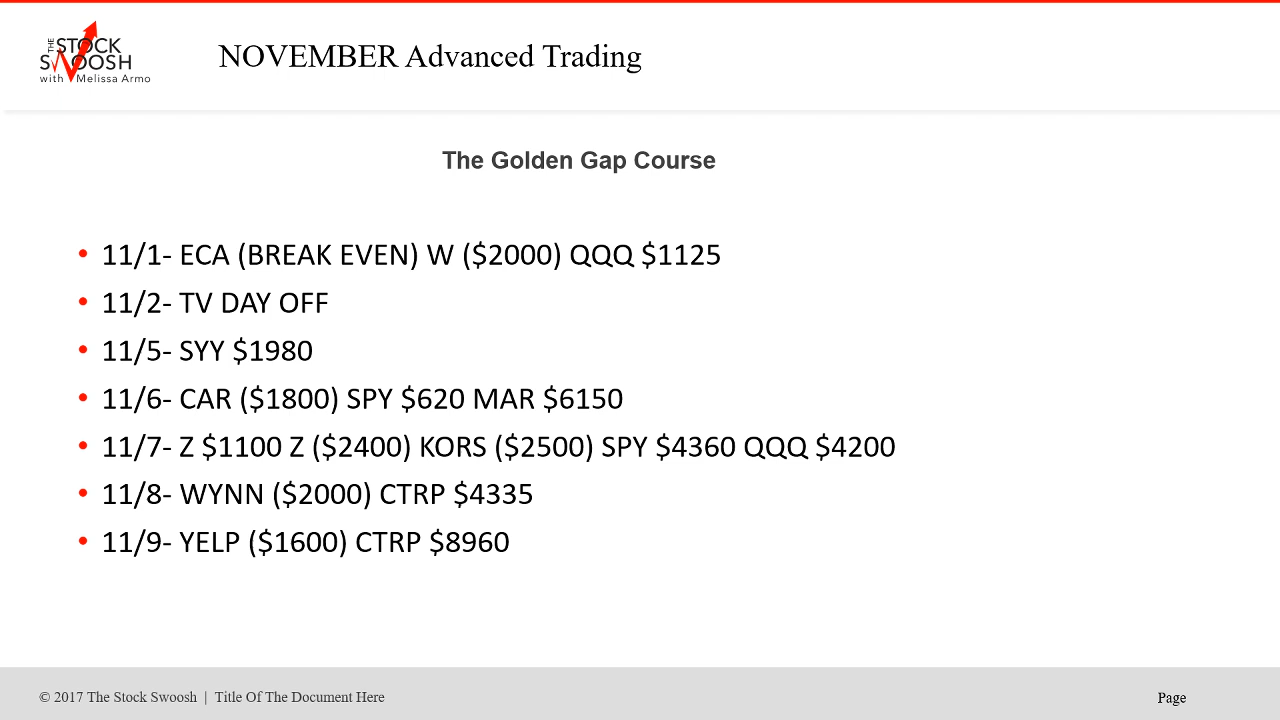 THE STOCK
SWOOSH
with Melissa Armo
NOVEMBER Advanced Trading
The Golden Gap Course
• 11/1- ECA (BREAK EVEN) W ($2000) QQQ $1125
• 11/2- TV DAY OFF
• 11/5- SYY $1980
• 11/6- CAR ($1800) SPY $620 MAR $6150
• 11/7- Z $1100 Z ($2400) KORS ($2500) SPY $4360 QQQ $4200
• 11/8- WYNN ($2000) CTRP $4335
• 11/9- YELP ($1600) CTRP $8960
© 2017 The Stock Swoosh | Title Of The Document Here
Page